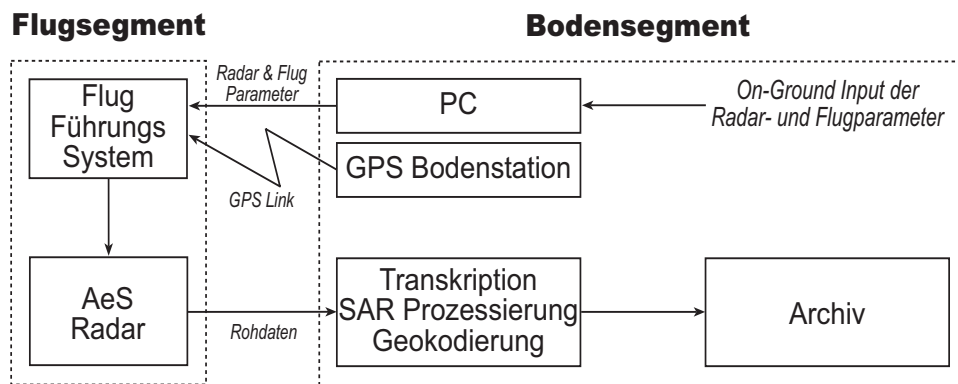 Flugsegment
Bodensegment
Flug
Führungs
System
Radar & Flug
Parameter
PC
On-Ground Input der
Radar- und Flugparameter
GPS Bodenstation
GPS Link
AeS
Radar
Rohdaten
Transkription
SAR Prozessierung
Geokodierung
Archiv